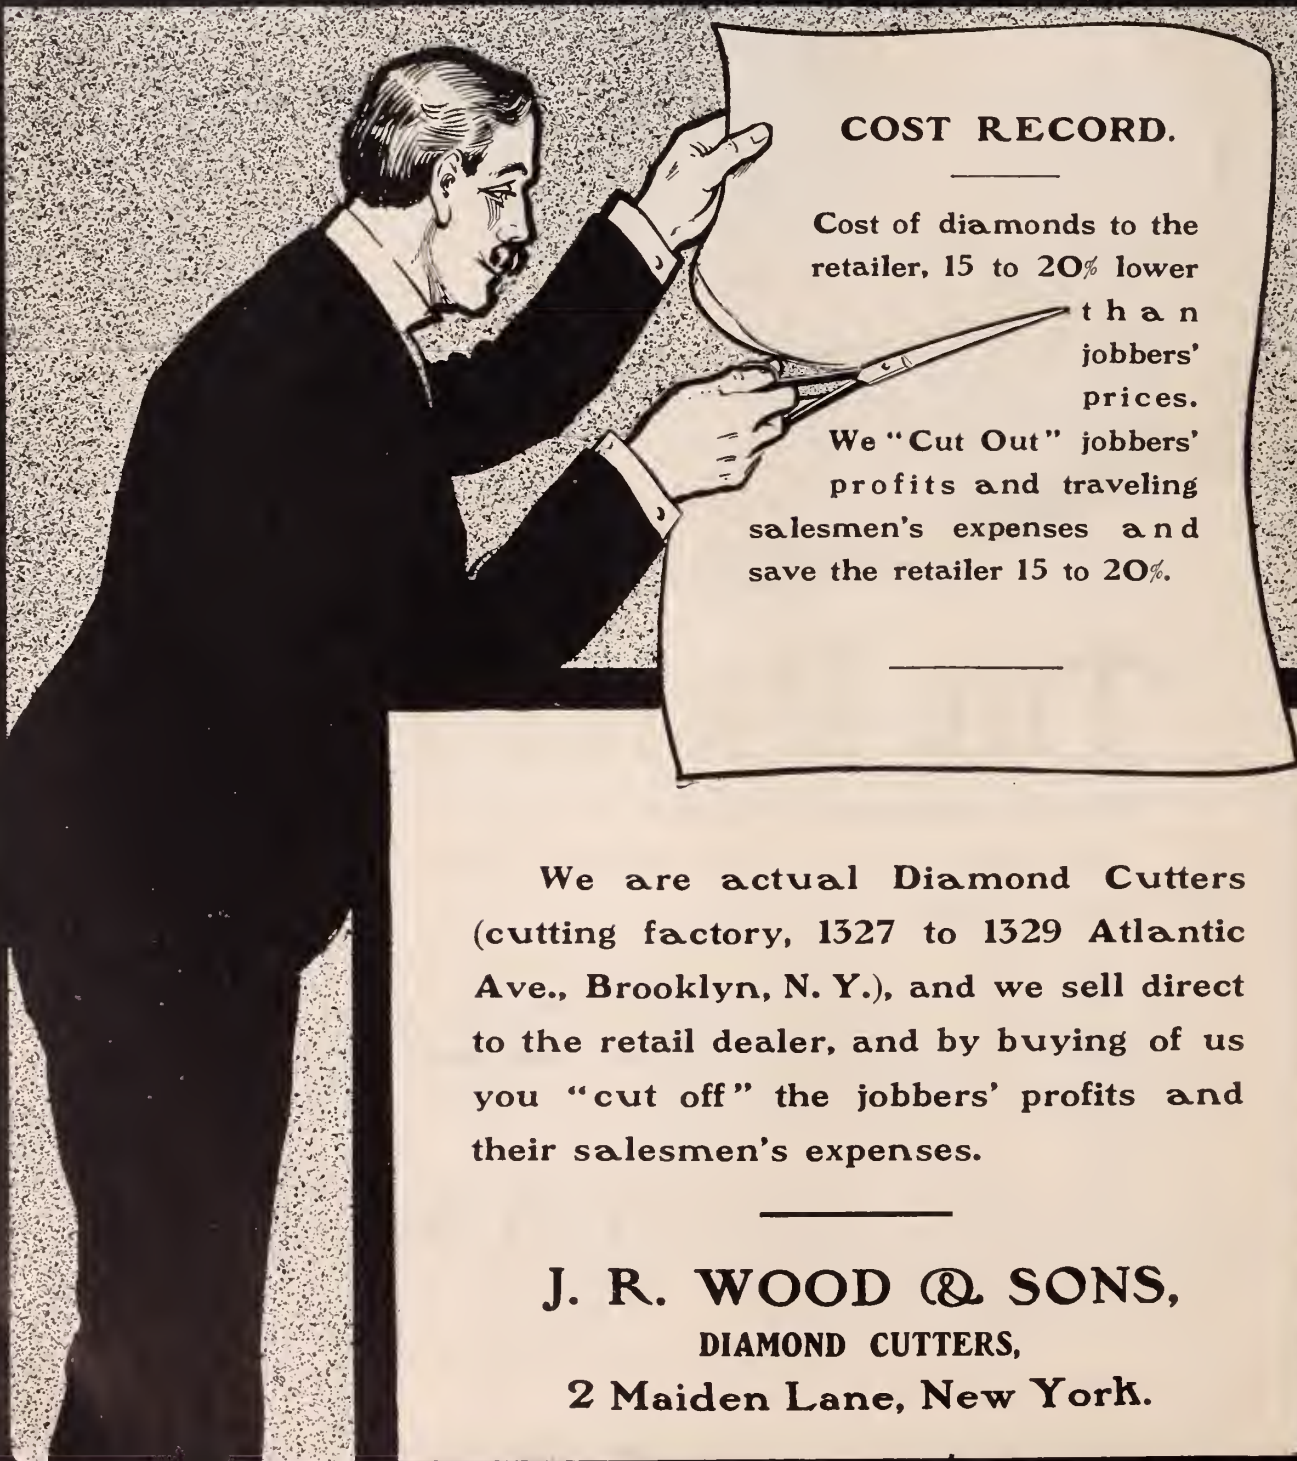 COST RECORD.
Cost of diamonds to the
retailer, 15 to 20% lower
than
jobbers'
prices.
We "Cut Out" jobbers'
profits and traveling
salesmen's expenses and
save the retailer 15 to 20%.
We are actual Diamond Cutters
(cutting factory, 1327 to 1329 Atlantic
Ave., Brooklyn, N. Y.), and we sell direct
to the retail dealer, and by buying of us
you "cut off" the jobbers' profits and
their salesmen's expenses.
J. R. WOOD & SONS,
DIAMOND CUTTERS,
2 Maiden Lane, New York.